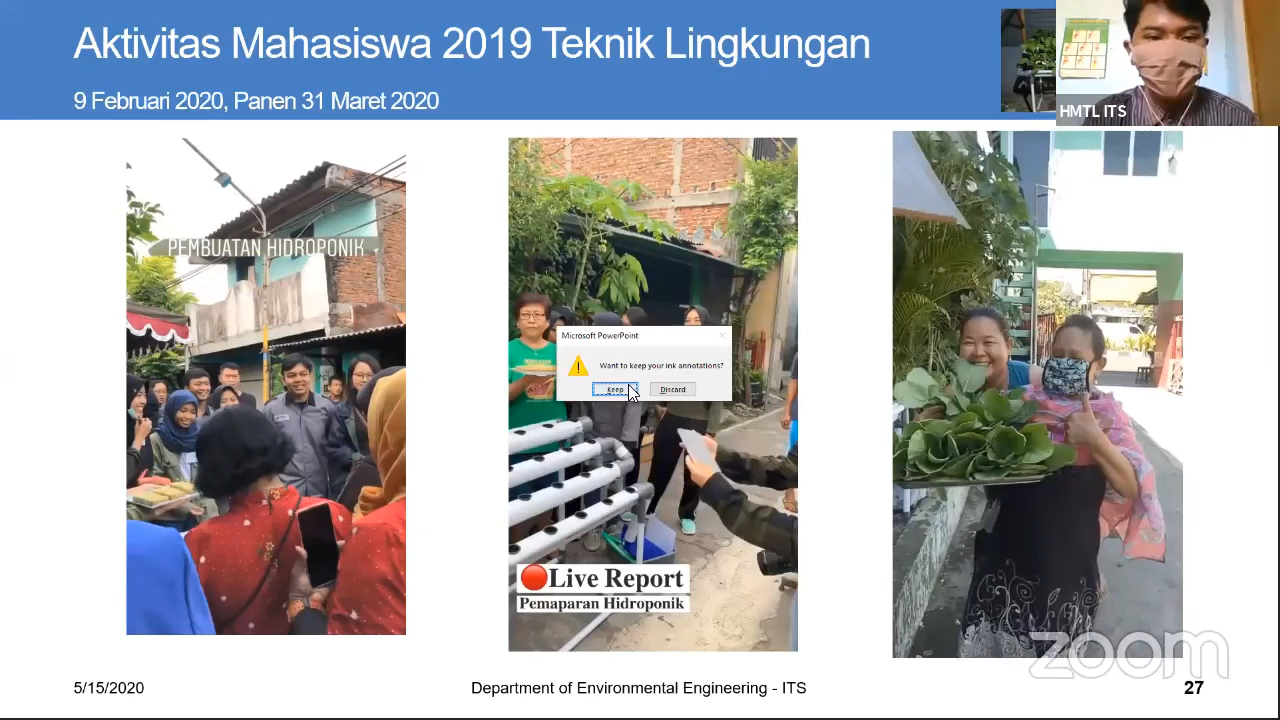 Aktivitas Mahasiswa 2019 Teknik Lingkungan
9 Februari 2020, Panen 31 Maret 2020
HMTL ITS
PEMBUATAN HIDROPONIK
Microsoft PowerPoint
Want to keep your ink annotations?
Keep
Discard
Live Report
Pemaparan Hidroponik
zoom
5/15/2020
Department of Environmental Engineering - ITS
27